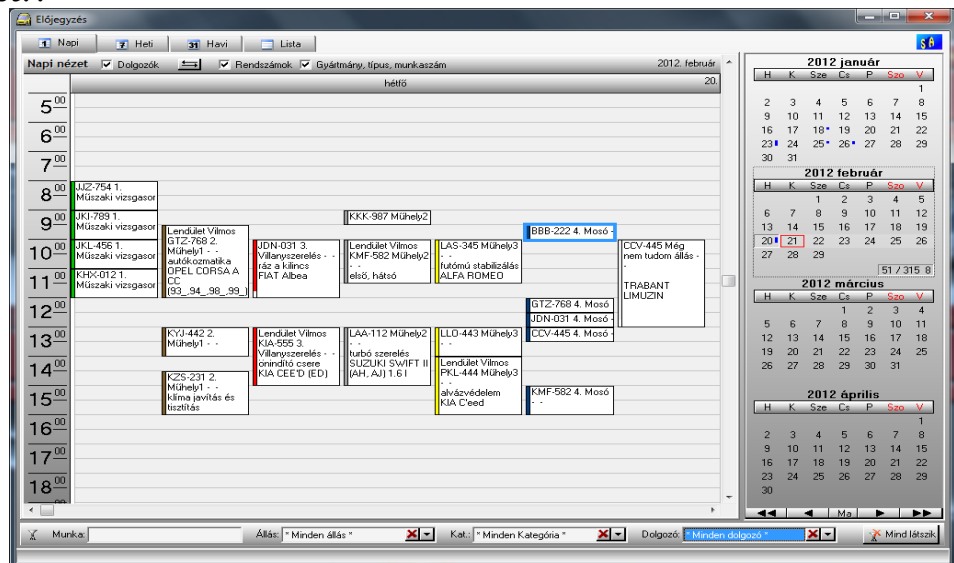 Előjegyzés
1 Napi
7 Heti
31 Havi
Lista
Napi nézet Dolgozók Rendszámok Gyártmány, típus, munkaszám 2012. február
hétfő 20.
5 00
6 00
7 00
8 00
9 00
10 00
11 00
12 00
13 00
14 00
15 00
16 00
17 00
18 00
JJZ-754 1.
Műszaki vizsgasor
JKI-789 1.
Műszaki vizsgasor
JKL-456 1.
Műszaki vizsgasor
KHX-012 1.
Műszaki vizsgasor
Lendület Vilmos
GTZ-768 2.
Műhely1 - -
autókozmatika
OPEL CORSA A
CC
(93_,94_,98_,99_)
KYJ-442 2.
Műhely1 - -
KZS-231 2.
Műhely1 - -
klíma javítás és
tisztítás
JDN-031 3.
Villanyszerelés - -
ráz a kilincs
FIAT Albea
Lendület Vilmos
KIA-555 3.
Villanyszerelés - -
önindító csere
KIA CEE'D (ED)
KKK-987 Műhely2
Lendület Vilmos
KMF-582 Műhely2
- -
első, hátsó
LAA-112 Műhely2
- -
turbó szerelés
SUZUKI SWIFT II
(AH, AJ) 1.6 I
LAS-345 Műhely3
- -
futómű stabilizálás
ALFA ROMEO
LLO-443 Műhely3
- -
Lendület Vilmos
PKL-444 Műhely3
- -
alvázvédelem
KIA C'eed
BBB-222 4. Mosó -
GTZ-768 4. Mosó
JDN-031 4. Mosó -
CCV-445 4. Mosó -
KMF-582 4. Mosó
- -
CCV-445 Még
nem tudom állás -
-
TRABANT
LIMUZIN
2012 január
H K Sze Cs P Szo V
1
2 3 4 5 6 7 8
9 10 11 12 13 14 15
16 17 18 19 20 21 22
23 24 25 26 27 28 29
30 31
2012 február
H K Sze Cs P Szo V
1 2 3 4 5
6 7 8 9 10 11 12
13 14 15 16 17 18 19
20 21 22 23 24 25 26
27 28 29
51 / 315 8
2012 március
H K Sze Cs P Szo V
1 2 3 4
5 6 7 8 9 10 11
12 13 14 15 16 17 18
19 20 21 22 23 24 25
26 27 28 29 30 31
2012 április
H K Sze Cs P Szo V
1
2 3 4 5 6 7 8
9 10 11 12 13 14 15
16 17 18 19 20 21 22
23 24 25 26 27 28 29
30
Ma
Munka: Állás: * Minden állás * Kat.: * Minden Kategória * Dolgozó: * Minden dolgozó * Mind látszik